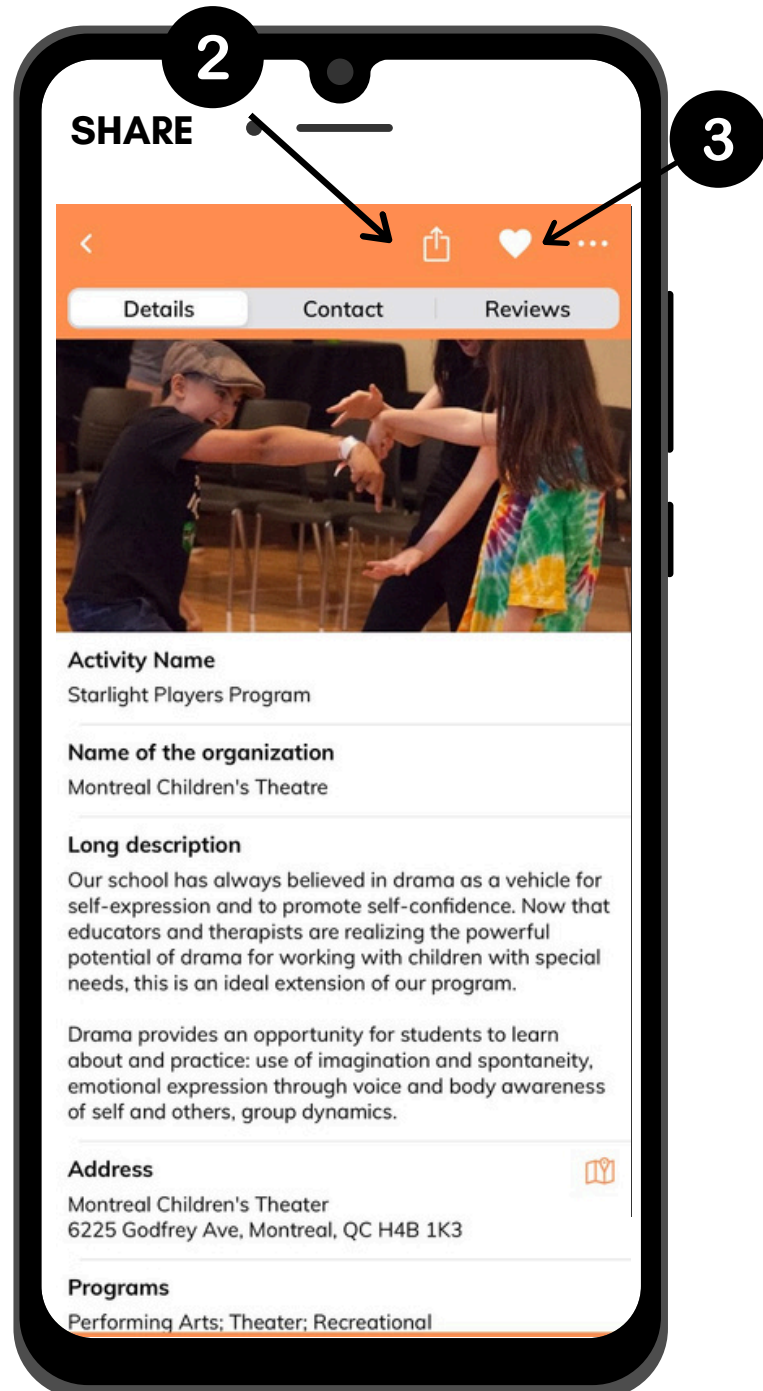 2
SHARE
3
Details Contact Reviews
Activity Name
Starlight Players Program
Name of the organization
Montreal Children's Theatre
Long description
Our school has always believed in drama as a vehicle for
self-expression and to promote self-confidence. Now that
educators and therapists are realizing the powerful
potential of drama for working with children with special
needs, this is an ideal extension of our program.
Drama provides an opportunity for students to learn
about and practice: use of imagination and spontaneity,
emotional expression through voice and body awareness
of self and others, group dynamics.
Address
Montreal Children's Theater
6225 Godfrey Ave, Montreal, QC H4B 1K3
Programs
Performing Arts; Theater; Recreational